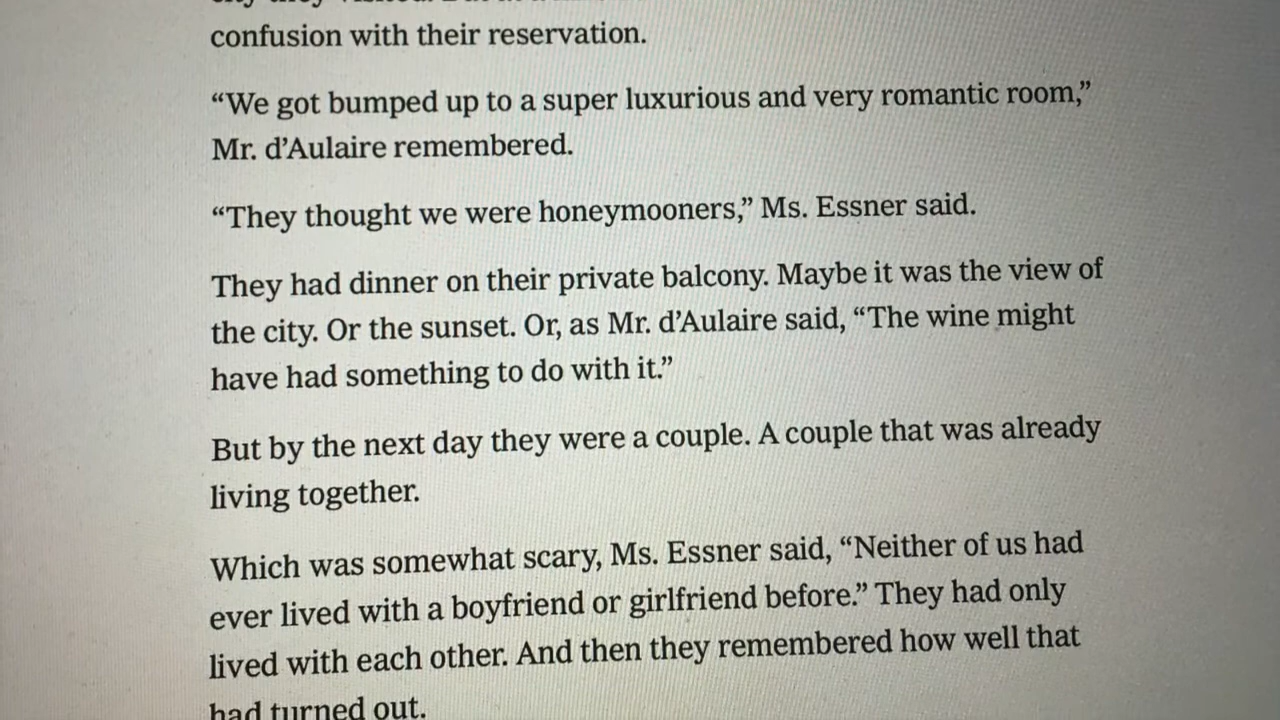 confusion with their reservation.
“We got bumped up to a super luxurious and very romantic room,”
Mr. d’Aulaire remembered.
“They thought we were honeymooners,” Ms. Essner said.
They had dinner on their private balcony. Maybe it was the view of
the city. Or the sunset. Or, as Mr. d’Aulaire said, “The wine might
have had something to do with it.”
But by the next day they were a couple. A couple that was already
living together.
Which was somewhat scary, Ms. Essner said, “Neither of us had
ever lived with a boyfriend or girlfriend before.” They had only
lived with each other. And then they remembered how well that
had turned out.